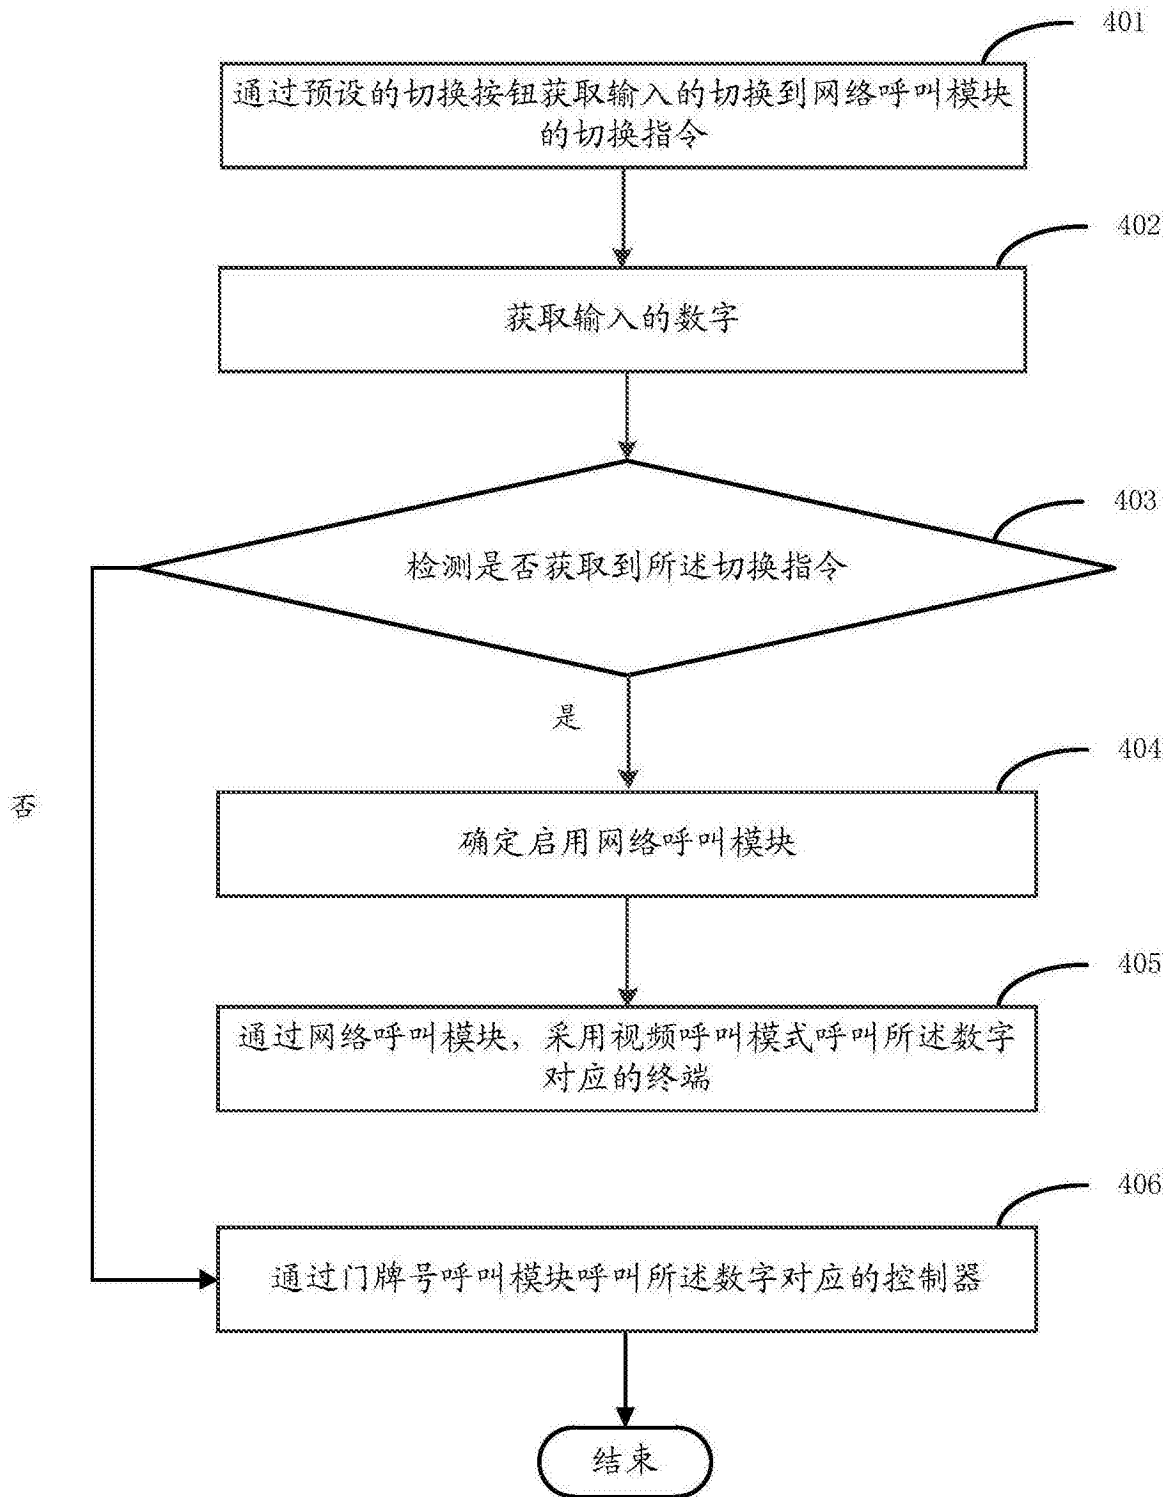 401
通过预设的切换按钮获取输入的切换到网络呼叫模块
的切换指令
402
获取输入的数字
403
检测是否获取到所述切换指令
是
404
否
确定启用网络呼叫模块
405
通过网络呼叫模块，采用视频呼叫模式呼叫所述数字
对应的终端
406
通过门牌号呼叫模块呼叫所述数字对应的控制器
结束